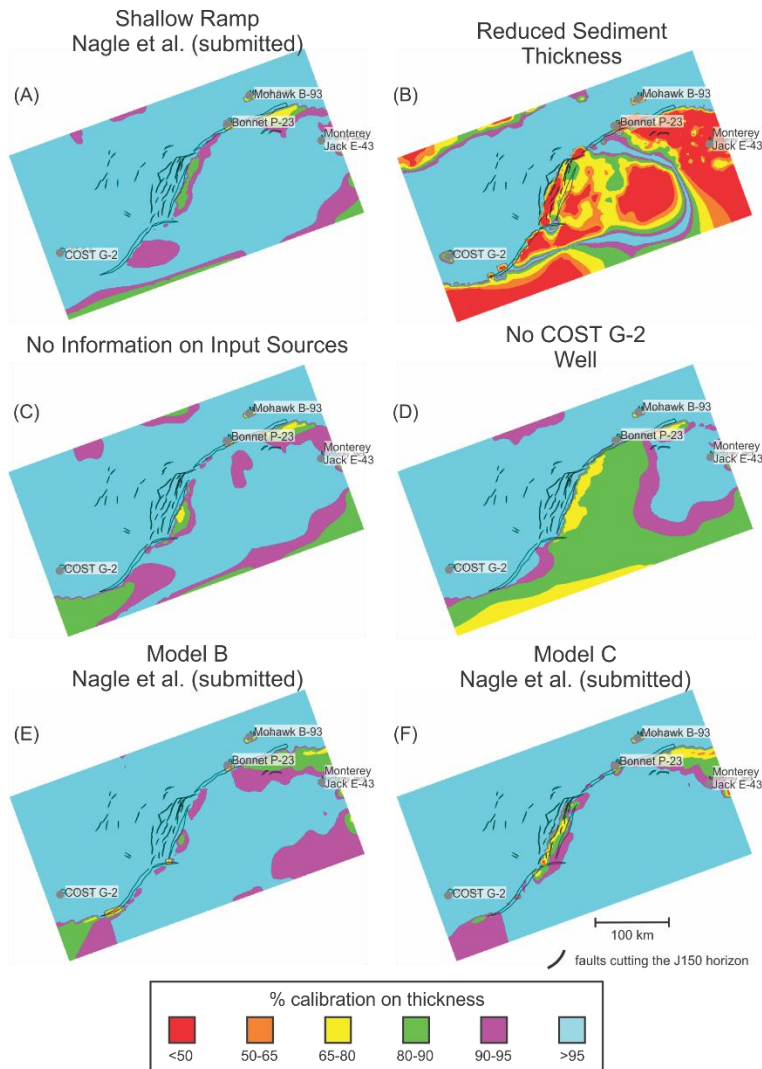 Shallow Ramp
Nagle et al. (submitted)
Reduced Sediment
Thickness
(A)
Mohawk B-93
Bonnet P-23
Monterey
Jack E-43
COST G-2
(B)
Mohawk B-93
Bonnet P-23
Monterey
Jack E-43
COST G-2
No Information on Input Sources
No COST G-2
Well
(C)
Mohawk B-93
Bonnet P-23
Monterey
Jack E-43
COST G-2
(D)
Mohawk B-93
Bonnet P-23
Monterey
Jack E-43
COST G-2
Model B
Nagle et al. (submitted)
Model C
Nagle et al. (submitted)
(E)
Mohawk B-93
Bonnet P-23
Monterey
Jack E-43
COST G-2
(F)
Mohawk B-93
Bonnet P-23
Monterey
Jack E-43
COST G-2
100 km
faults cutting the J150 horizon
% calibration on thickness
<50 50-65 65-80 80-90 90-95 >95